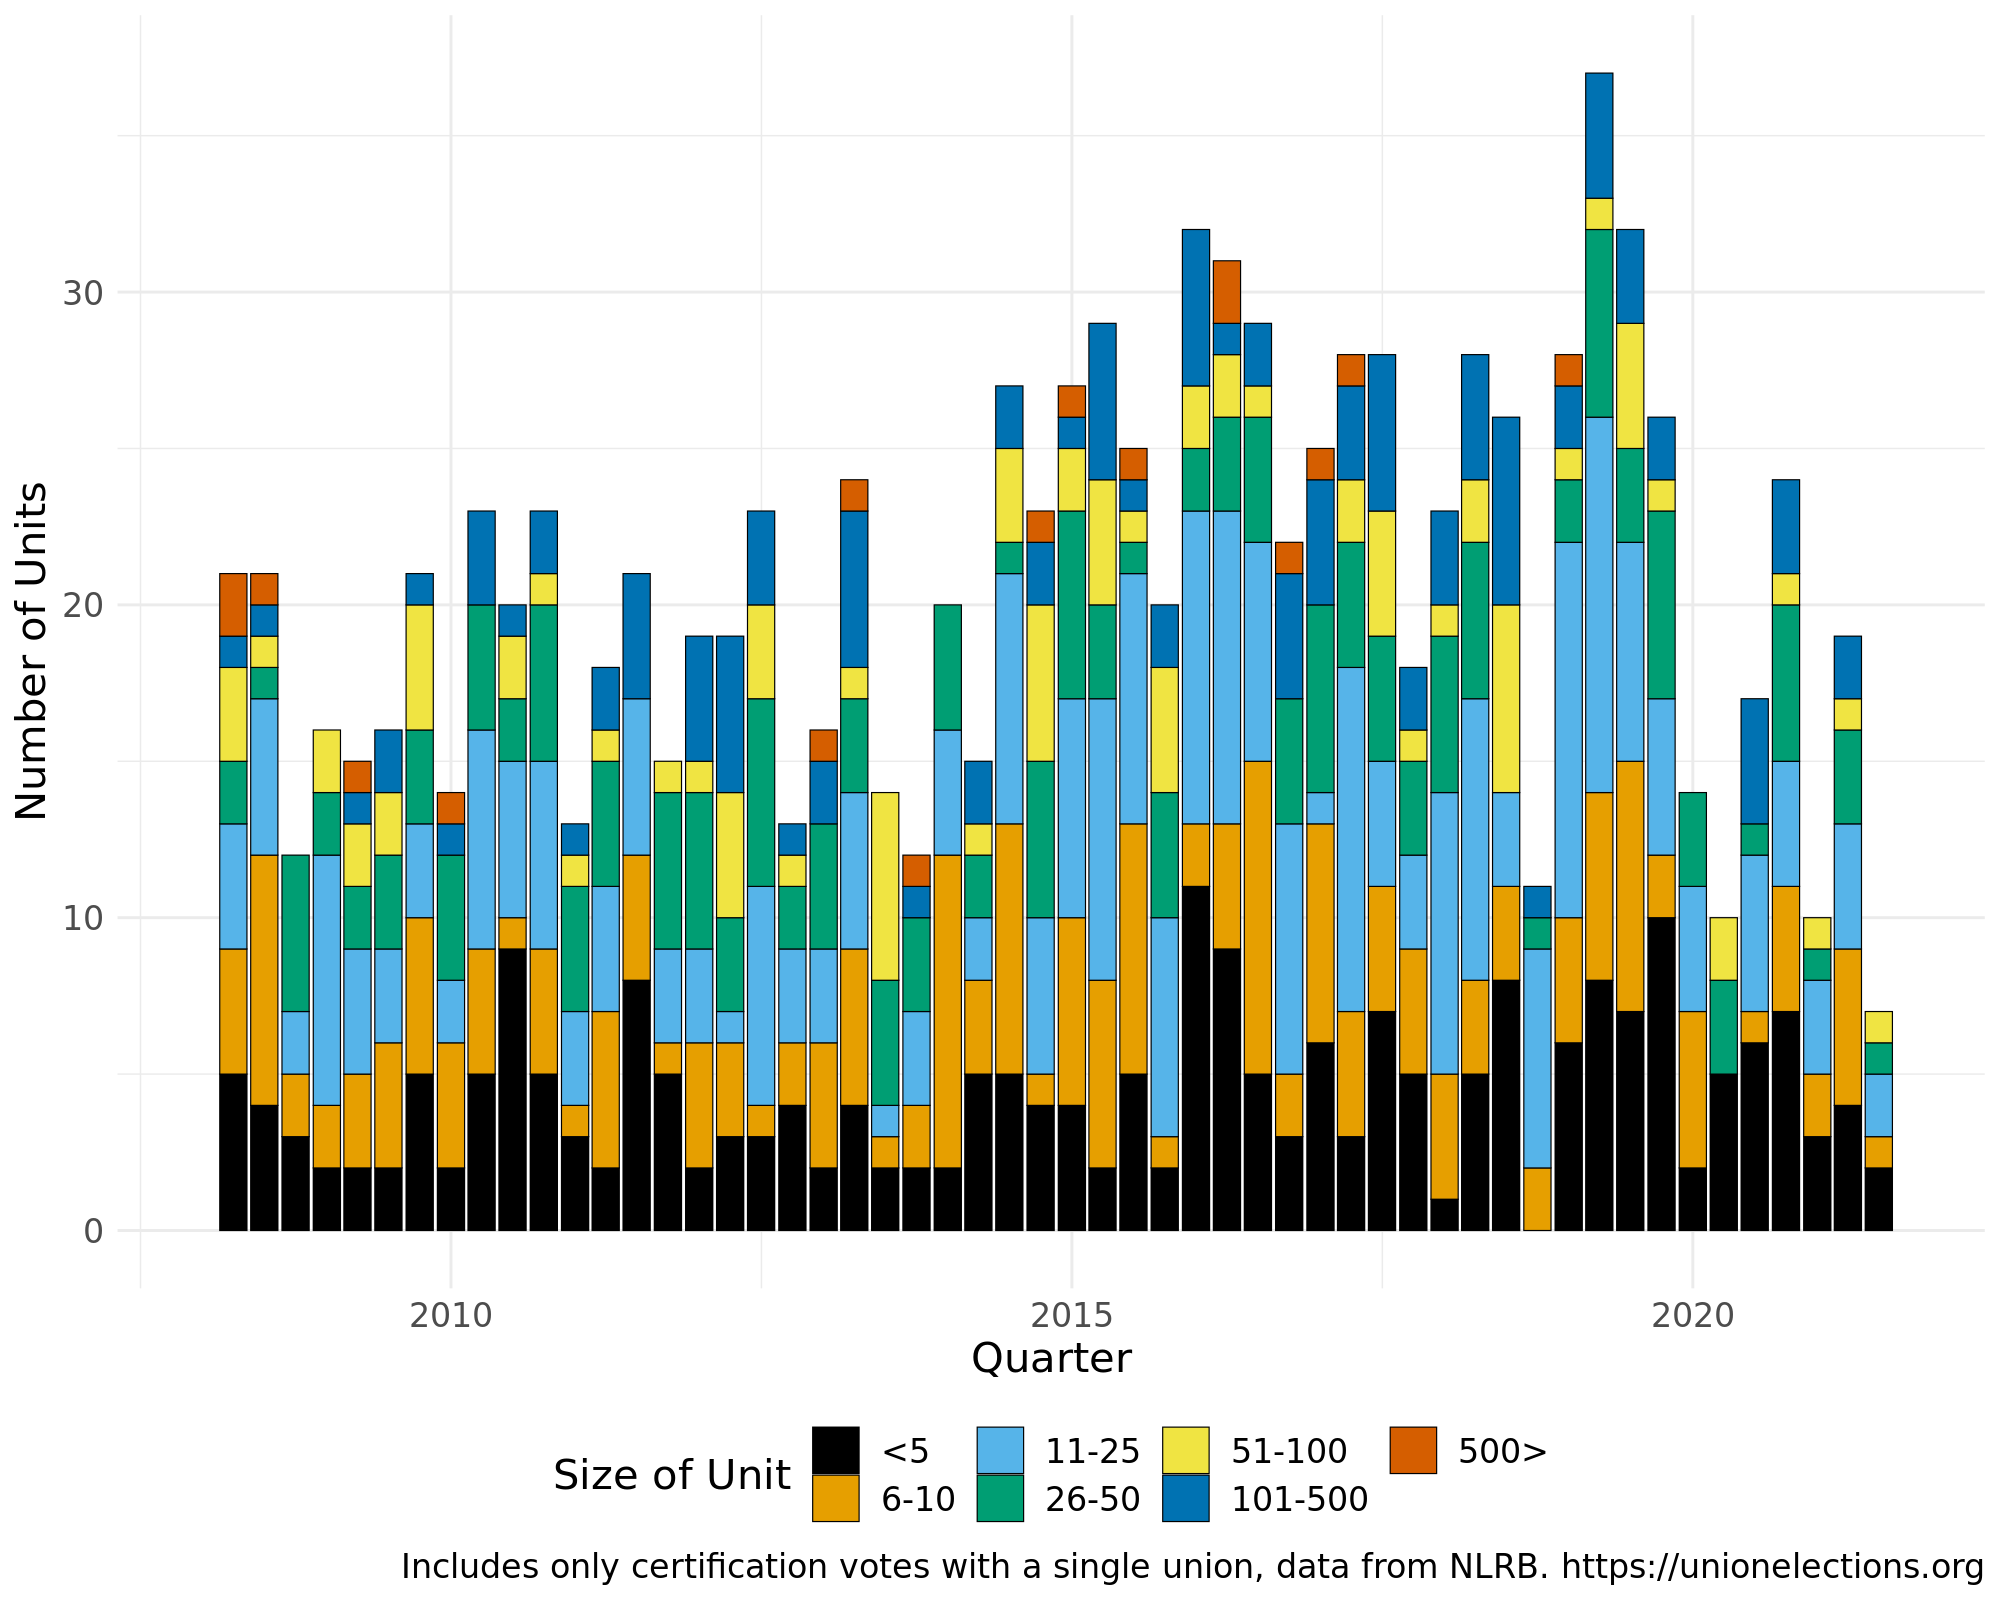 Number of Units
30
20
10
0
2010 2015 2020
Quarter
Size of Unit
<5 11-25 51-100 500>
6-10 26-50 101-500
Includes only certification votes with a single union, data from NLRB. https://unionelections.org